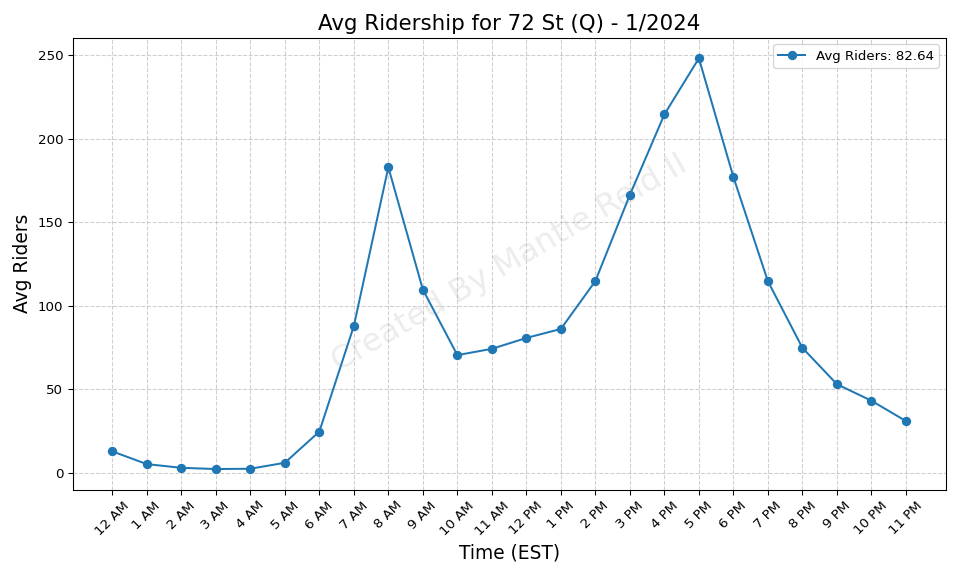 Avg Ridership for 72 St (Q) - 1/2024
Avg Riders: 82.64
250
200
150
100
50
0
Avg Riders
Created By Mantle Reid II
12 AM
1 AM
2 AM
3 AM
4 AM
5 AM
6 AM
7 AM
8 AM
9 AM
10 AM
11 AM
12 PM
1 PM
2 PM
3 PM
4 PM
5 PM
6 PM
7 PM
8 PM
9 PM
10 PM
11 PM
Time (EST)